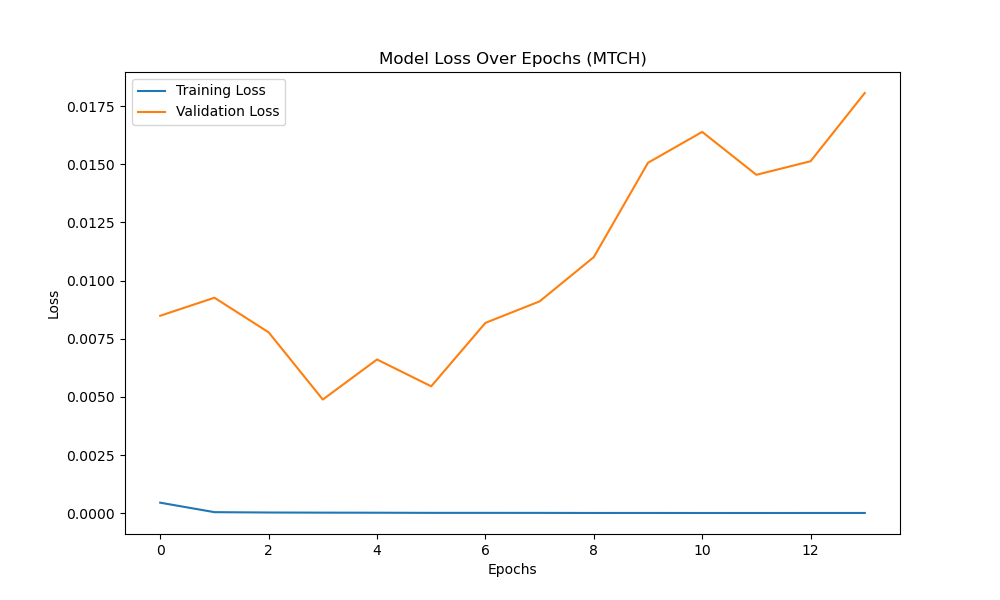 Model Loss Over Epochs (MTCH)
Training Loss
Validation Loss
0.0175
0.0150
0.0125
0.0100
0.0075
0.0050
0.0025
0.0000
Loss
0 2 4 6 8 10 12
Epochs